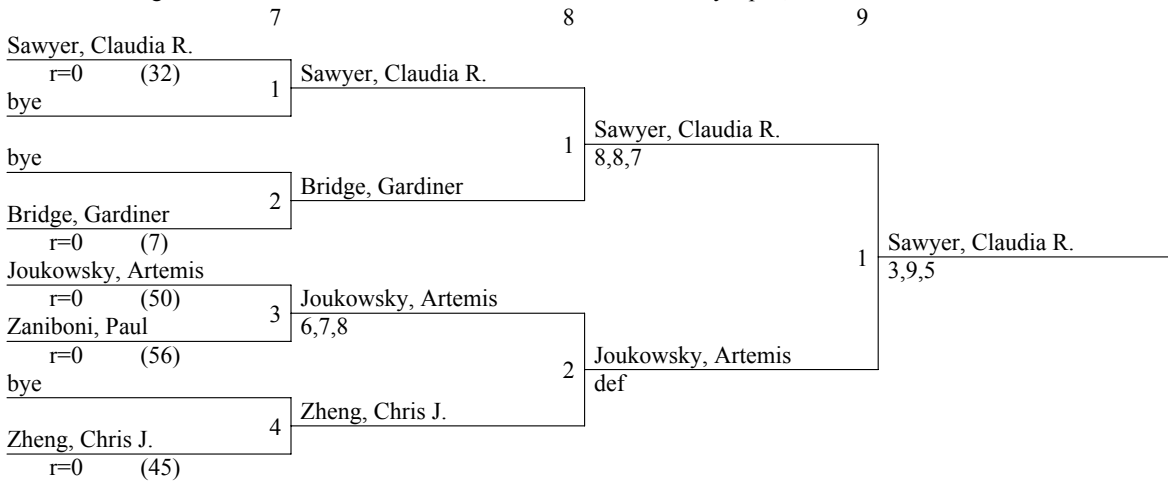 7 8 9
Sawyer, Claudia R.
r=0 (32)
1 Sawyer, Claudia R.
bye
1 Sawyer, Claudia R.
8,8,7
bye
2 Bridge, Gardiner
Bridge, Gardiner
r=0 (7)
1 Sawyer, Claudia R.
3,9,5
Joukowsky, Artemis
r=0 (50)
3 Joukowsky, Artemis
6,7,8
Zaniboni, Paul
r=0 (56)
2 Joukowsky, Artemis
def
bye
4 Zheng, Chris J.
Zheng, Chris J.
r=0 (45)